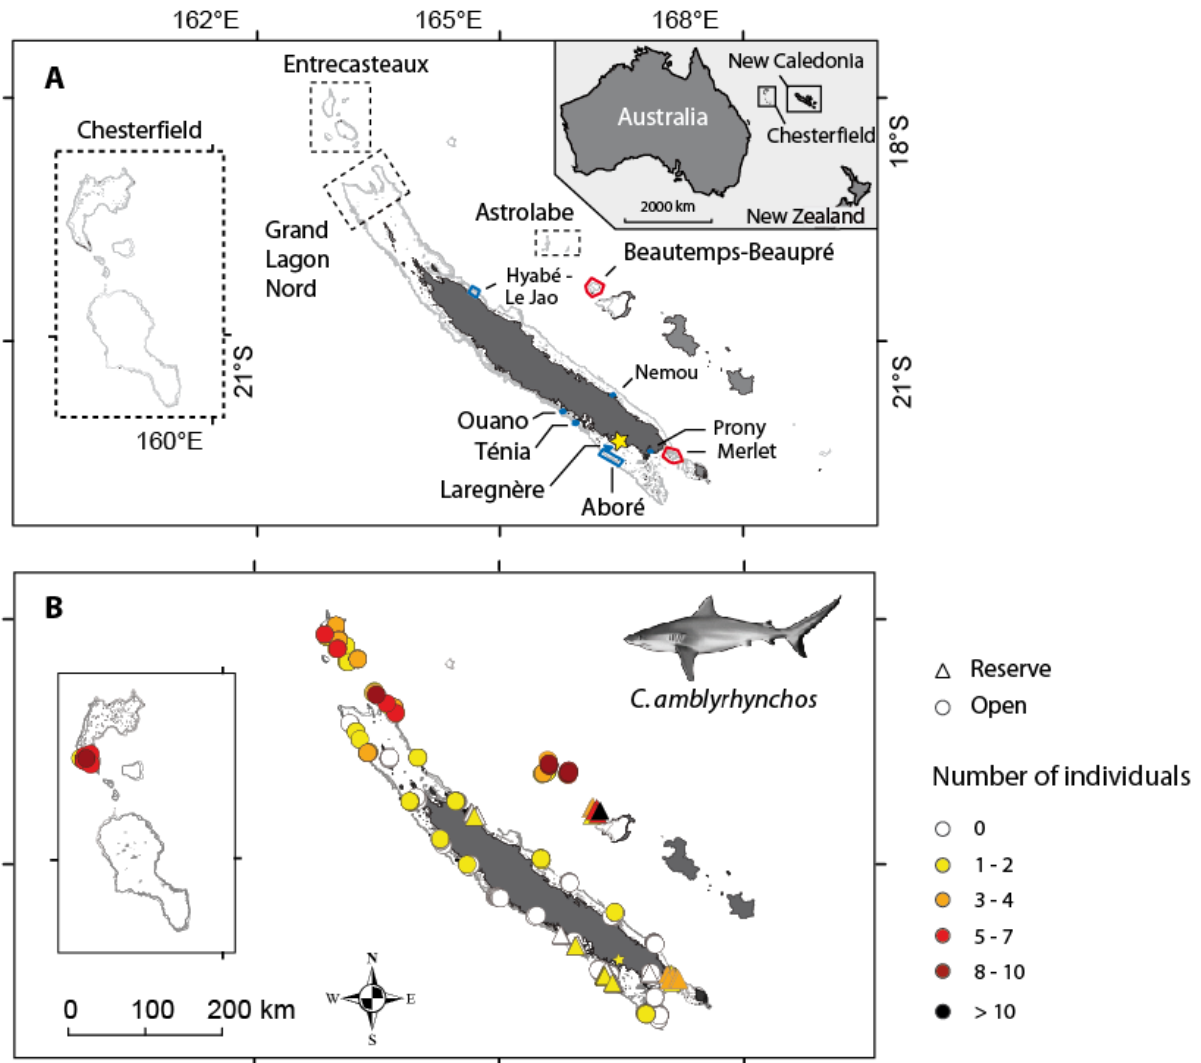 162°E
165°E
168°E
A
Entrecasteaux
New Caledonia
Australia
Chesterfield
18°S
Chesterfield
2000 km
New Zealand
Astrolabe
Grand
Lagon
Nord
Beautemps-Beaupré
Hyabé -
Le Jao
21°S
21°S
Nemou
160°E
Ouano
Ténia
Prony
Merlet
Laregnère
Aboré
B
C. amblyrhynchos
Reserve
Open
Number of individuals
0
1 - 2
3 - 4
5 - 7
8 - 10
> 10
N
W
E
S
0
100
200 km